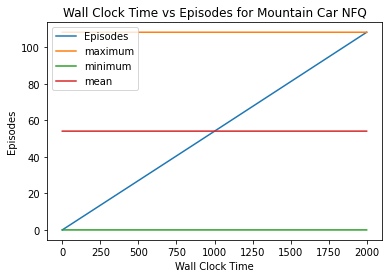 Wall Clock Time vs Episodes for Mountain Car NFQ
Episodes
maximum
minimum
mean
Episodes
100
80
60
40
20
0
0 250 500 750 1000 1250 1500 1750 2000
Wall Clock Time